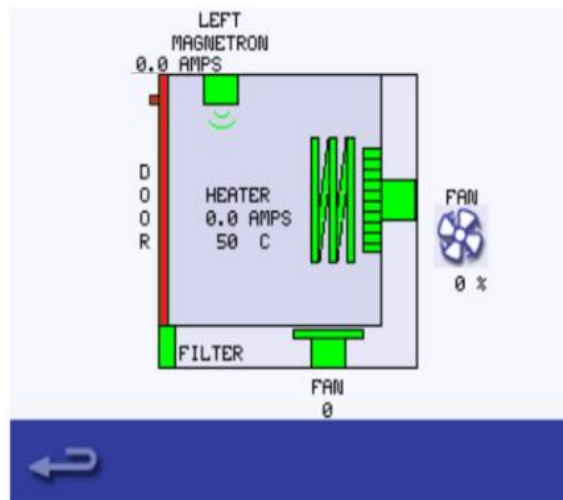 LEFT
MAGNETRON
0.0 AMPS
D
O
O
R
HEATER
0.0 AMPS
50 C
FAN
0 %
FILTER
FAN
0